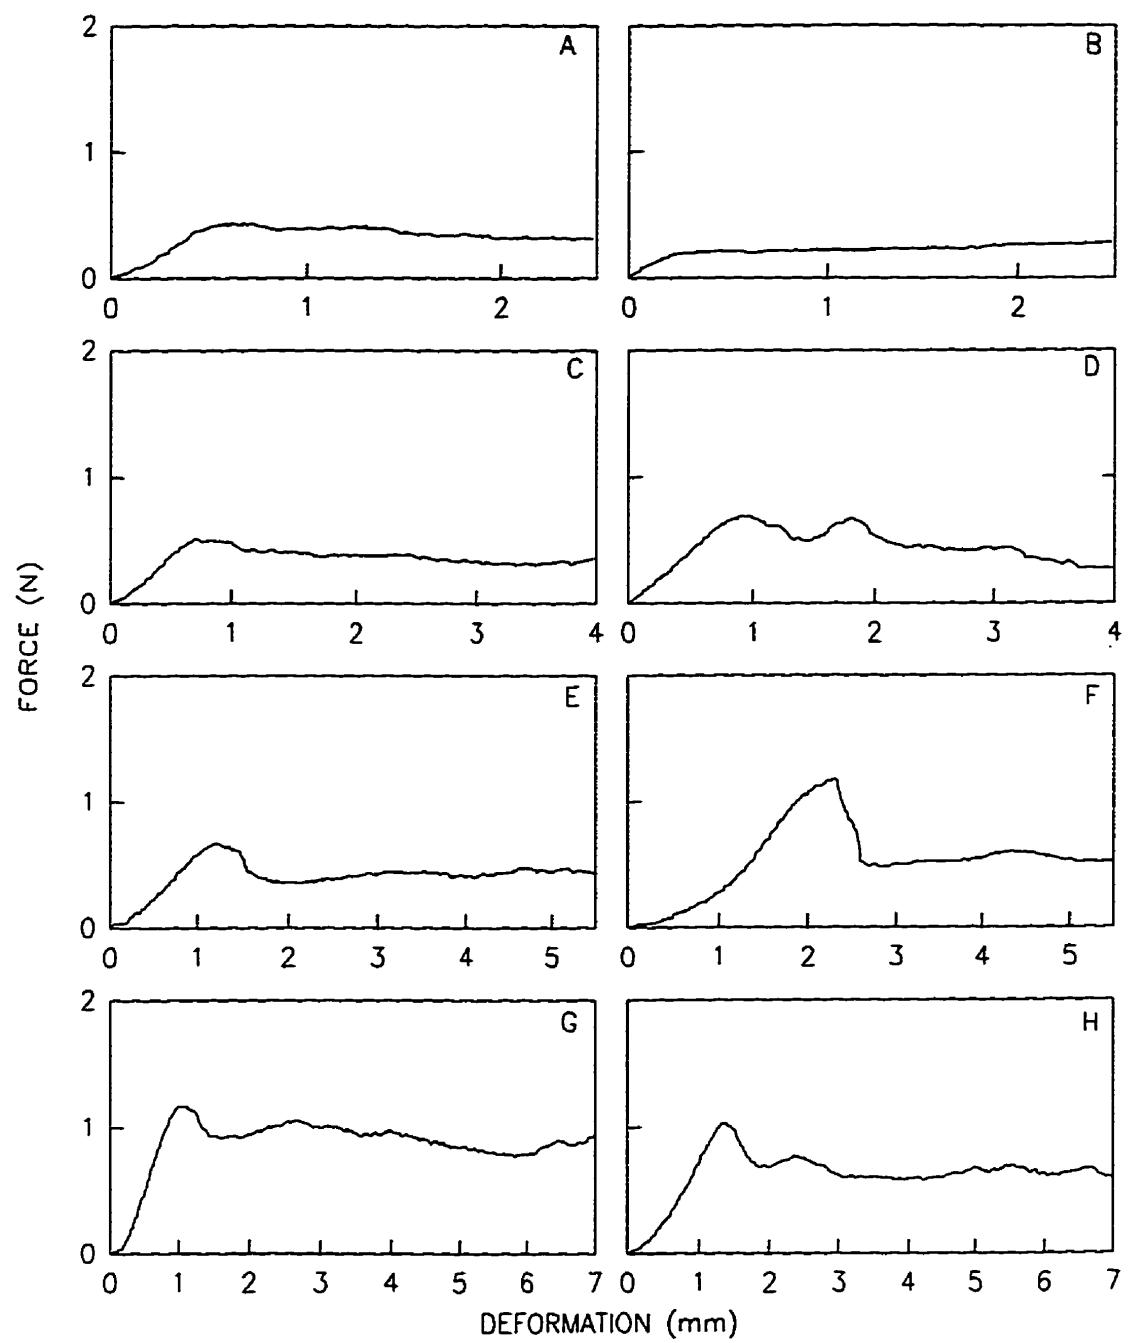 2 A B
1
0
0 1 2 0 1 2
2 C D
1
0
0 1 2 3 4 0 1 2 3 4
FORCE (N)
2 E F
1
0
0 1 2 3 4 5 0 1 2 3 4 5
2 G H
1
0
0 1 2 3 4 5 6 7 0 1 2 3 4 5 6 7
DEFORMATION (mm)